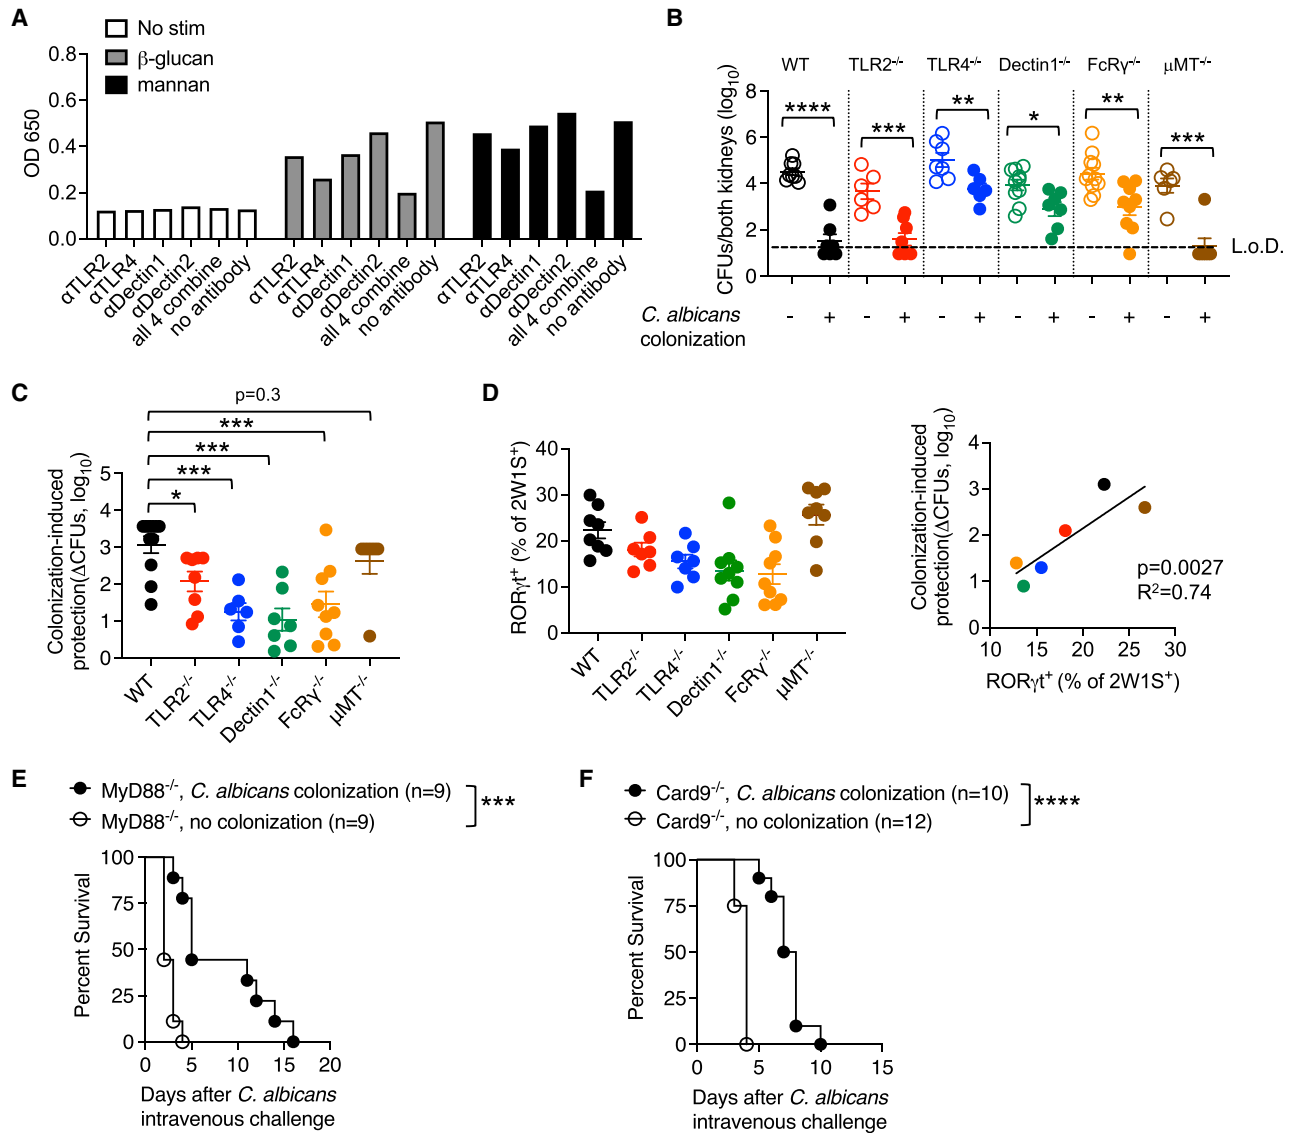 A
No stim
β-glucan
mannan
OD 650
0.8
0.6
0.4
0.2
0.0
αTLR2
αTLR4
αDectin1
αDectin2
all 4 combine
no antibody
αTLR2
αTLR4
αDectin1
αDectin2
all 4 combine
no antibody
αTLR2
αTLR4
αDectin1
αDectin2
all 4 combine
no antibody
B
WT TLR2-/- TLR4-/- Dectin1-/- FcRγ-/- μMT-/-
CFUs/both kidneys (log10)
8
6
4
2
0
**** *** ** * ** ***
L.o.D.
C. albicans
colonization
- + - + - + - + - + - +
C
p=0.3
***
***
***
*
Colonization-induced
protection(ΔCFUs, log10)
5
4
3
2
1
0
WT
TLR2-/-
TLR4-/-
Dectin1-/-
FcRγ-/-
μMT-/-
D
RORγt+ (% of 2W1S+)
40
30
20
10
0
WT
TLR2-/-
TLR4-/-
Dectin1-/-
FcRγ-/-
μMT-/-
Colonization-induced
protection(ΔCFUs, log10)
4
3
2
1
0
p=0.0027
R2=0.74
10 15 20 25 30
RORγt+ (% of 2W1S+)
E
MyD88-/-, C. albicans colonization (n=9)
MyD88-/-, no colonization (n=9)
***
Percent Survival
100
75
50
25
0
0 5 10 15 20
Days after C. albicans
intravenous challenge
F
Card9-/-, C. albicans colonization (n=10)
Card9-/-, no colonization (n=12)
****
Percent Survival
100
75
50
25
0
0 5 10 15
Days after C. albicans
intravenous challenge